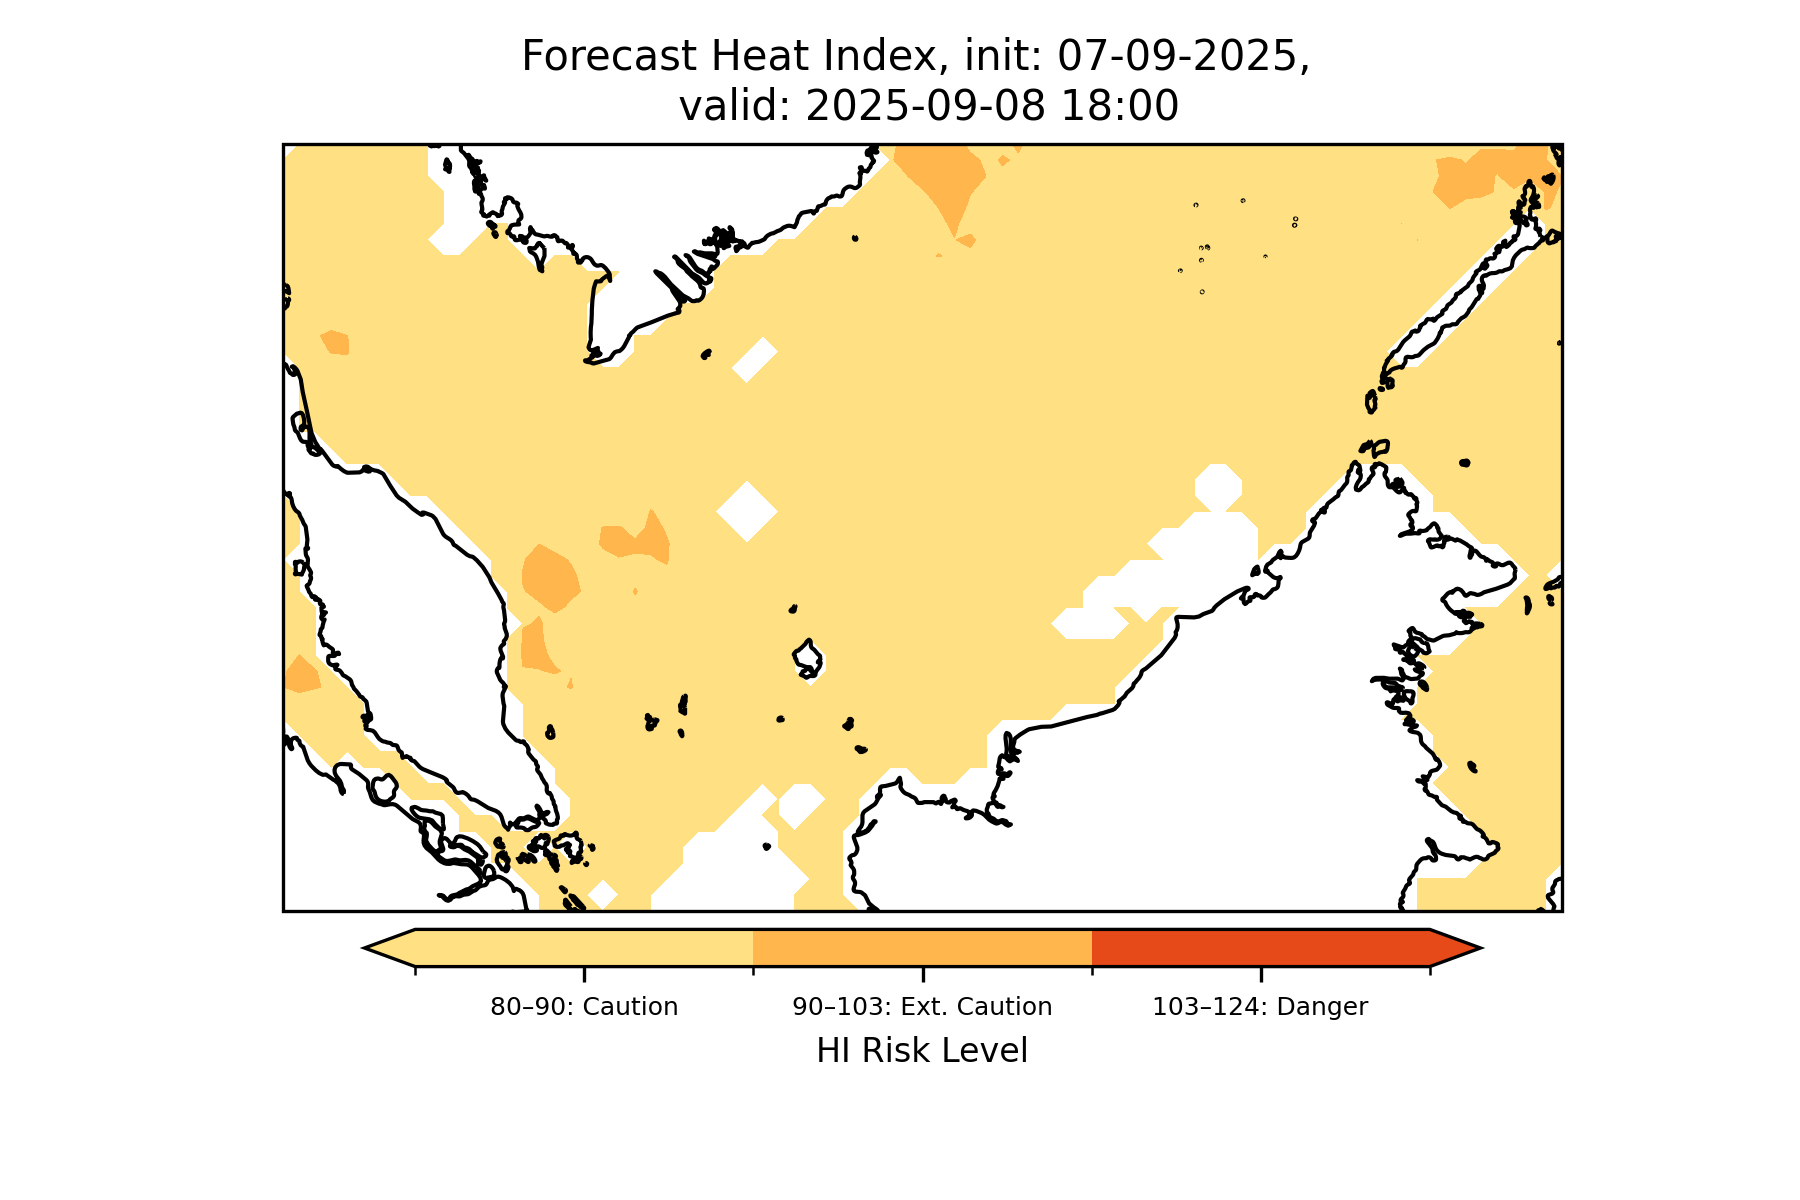 Forecast Heat Index, init: 07-09-2025,
valid: 2025-09-08 18:00
80–90: Caution
90–103: Ext. Caution
103–124: Danger
HI Risk Level